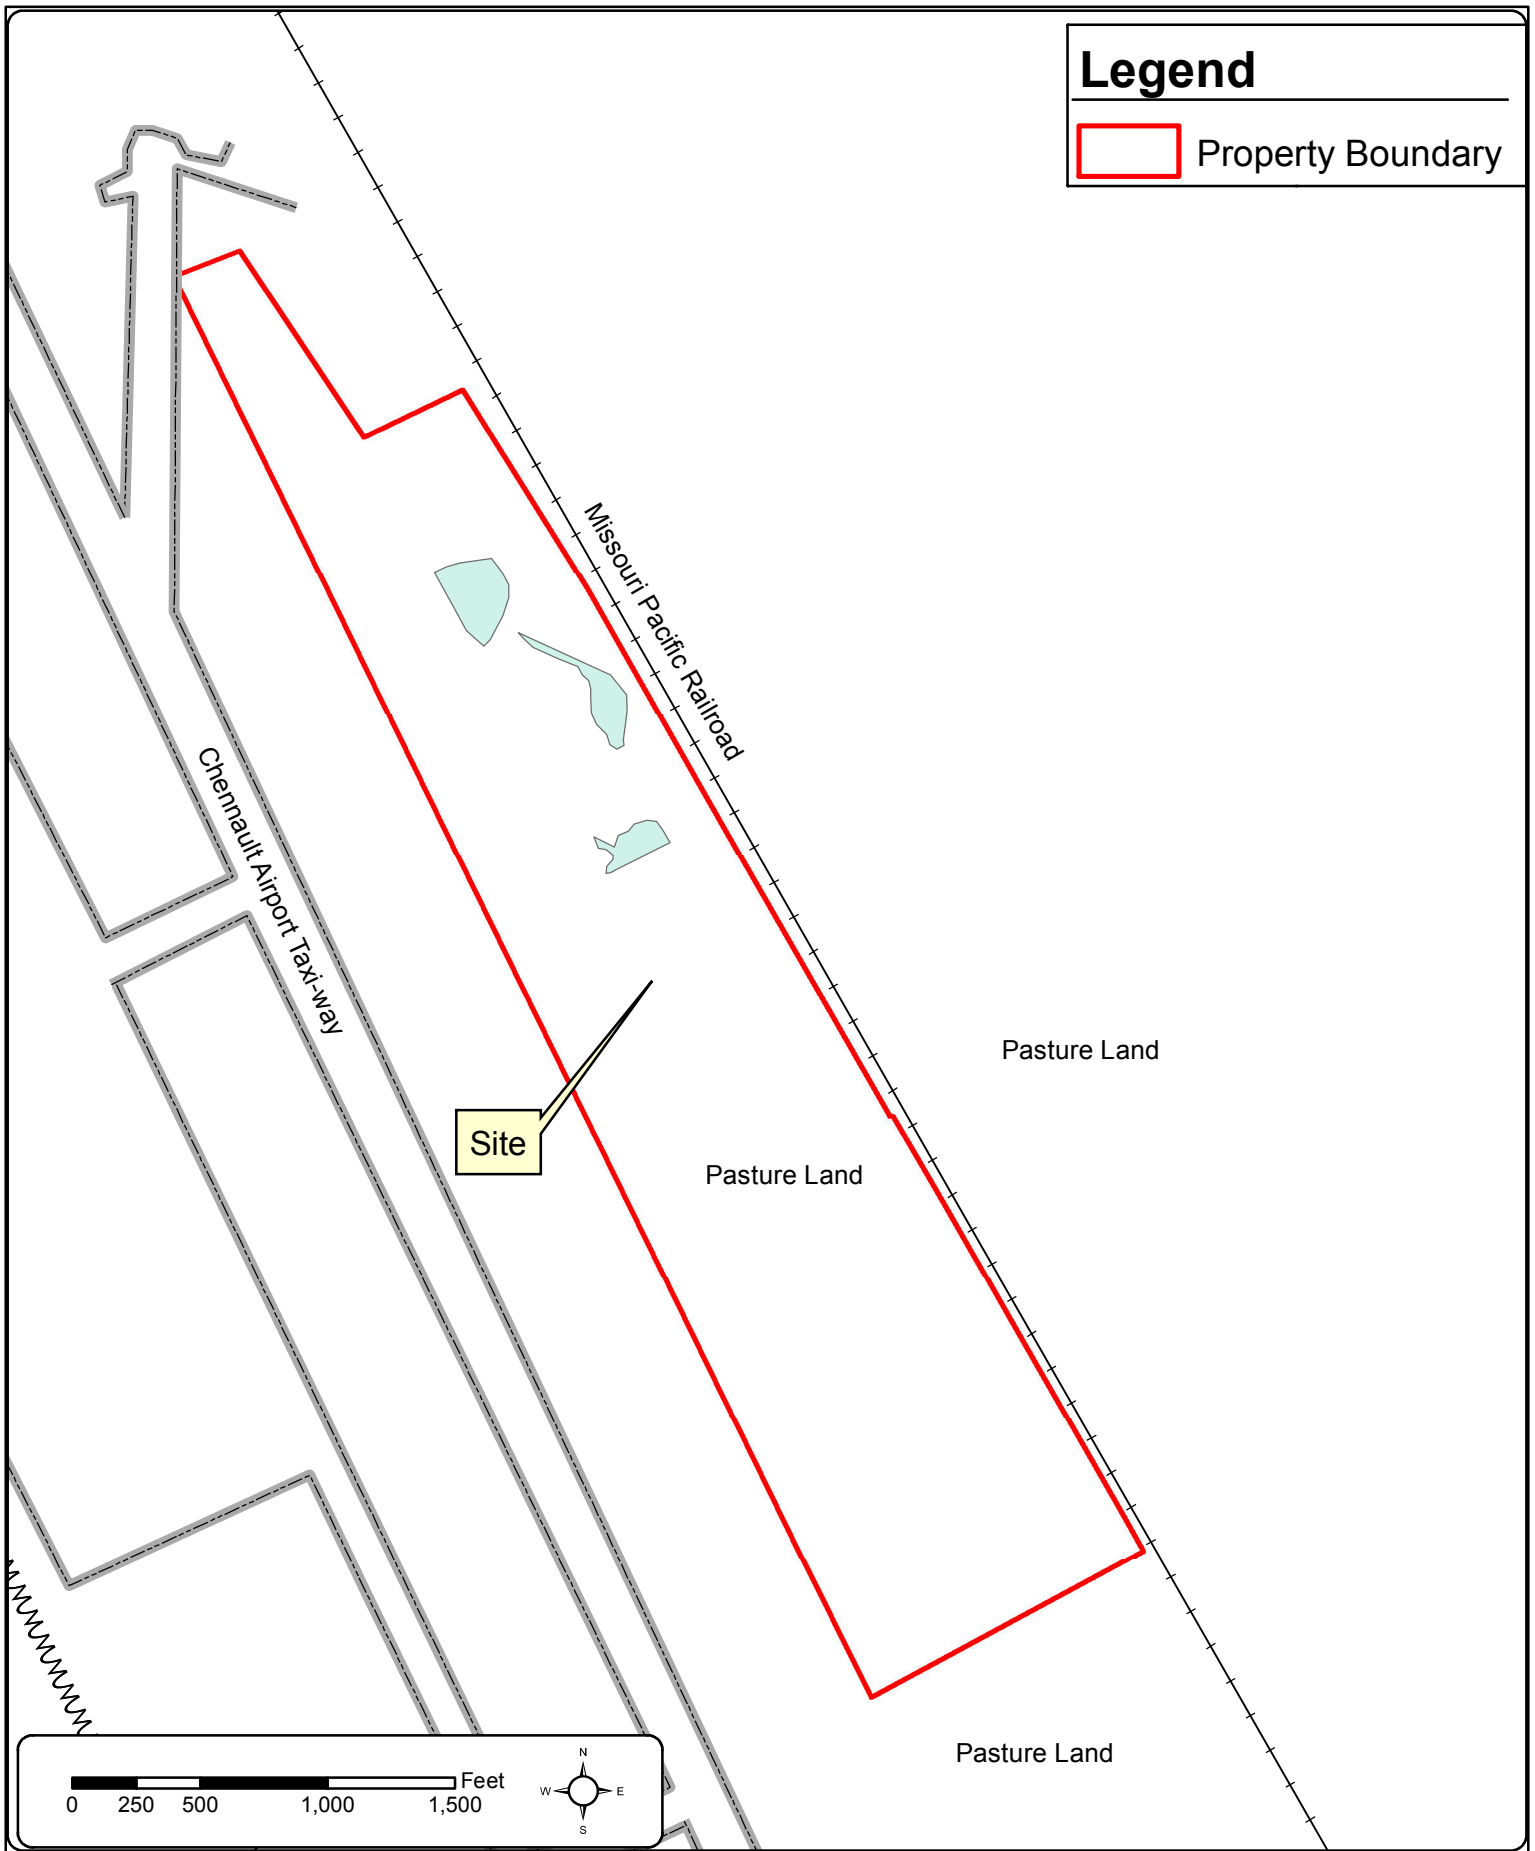 Legend
Property Boundary
Missouri Pacific Railroad
Chennault Airport Taxi-way
Pasture Land
Site
Pasture Land
Pasture Land
Feet
0 250 500 1,000 1,500
N
W E
S